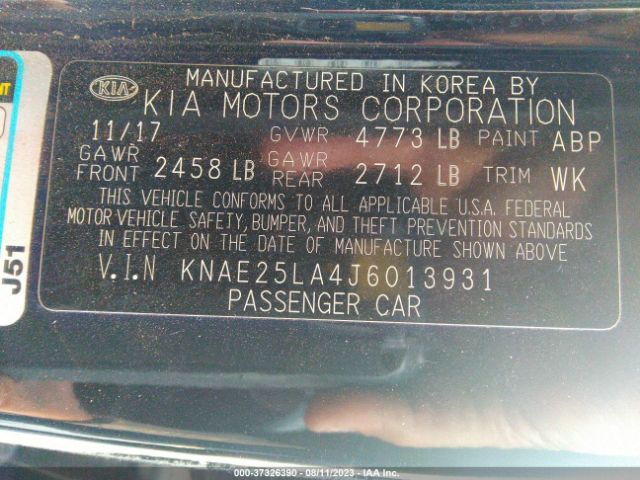 KIA
MANUFACTURED IN KOREA BY
KIA MOTORS CORPORATION
11/17 GVWR 4773 LB PAINT ABP
GAWR FRONT 2458 LB GAWR REAR 2712 LB TRIM WK
THIS VEHICLE CONFORMS TO ALL APPLICABLE U.S.A. FEDERAL
MOTOR VEHICLE SAFETY, BUMPER, AND THEFT PREVENTION STANDARDS
IN EFFECT ON THE DATE OF MANUFACTURE SHOWN ABOVE
V.I.N KNAE25LA4J6013931
PASSENGER CAR
J51
000-37326390 - 08/11/2023 - IAA Inc.